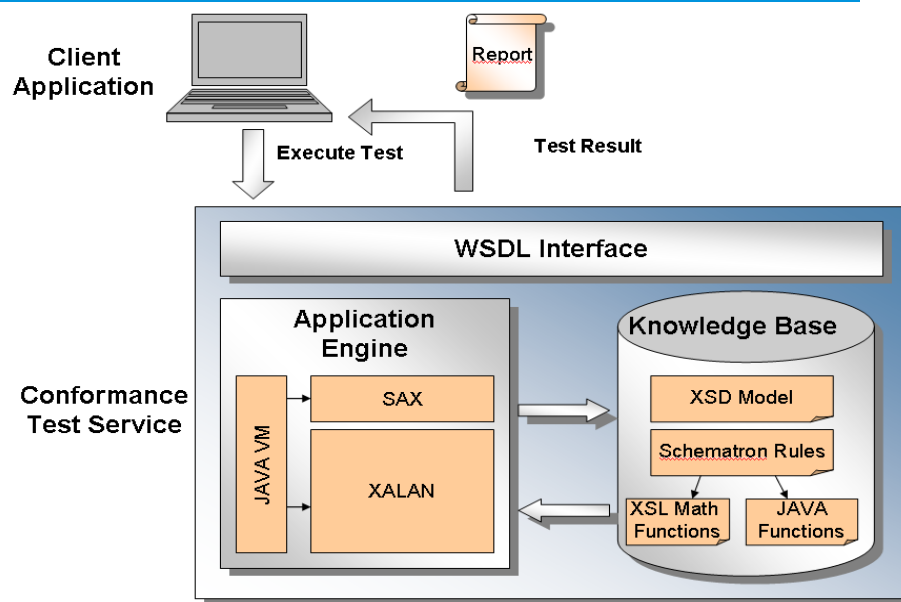 Client
Application
Report
Execute Test
Test Result
WSDL Interface
Application
Engine
JAVA VM
SAX
XALAN
Knowledge Base
XSD Model
Schematron Rules
XSL Math
Functions
JAVA
Functions
Conformance
Test Service